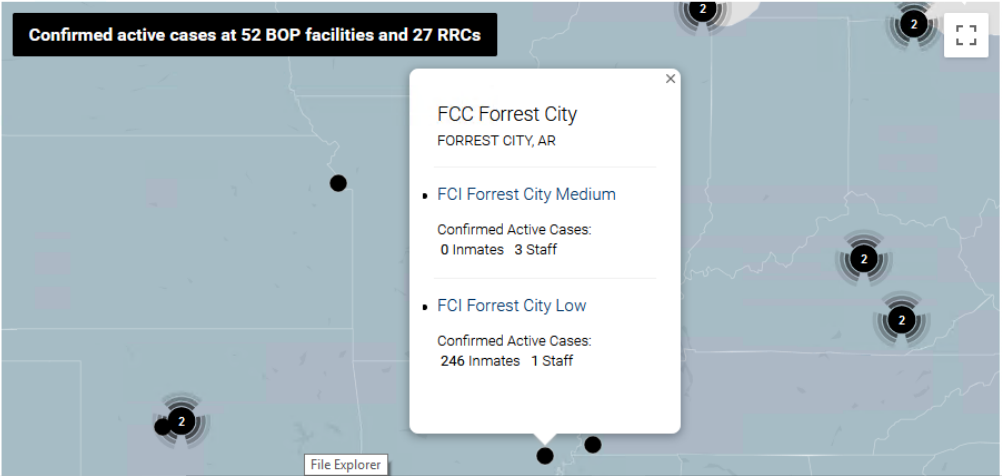 2
2
Confirmed active cases at 52 BOP facilities and 27 RRCs
×
FCC Forrest City
FORREST CITY, AR
• FCI Forrest City Medium
Confirmed Active Cases:
0 Inmates 3 Staff
2
• FCI Forrest City Low
2
Confirmed Active Cases:
246 Inmates 1 Staff
2
File Explorer